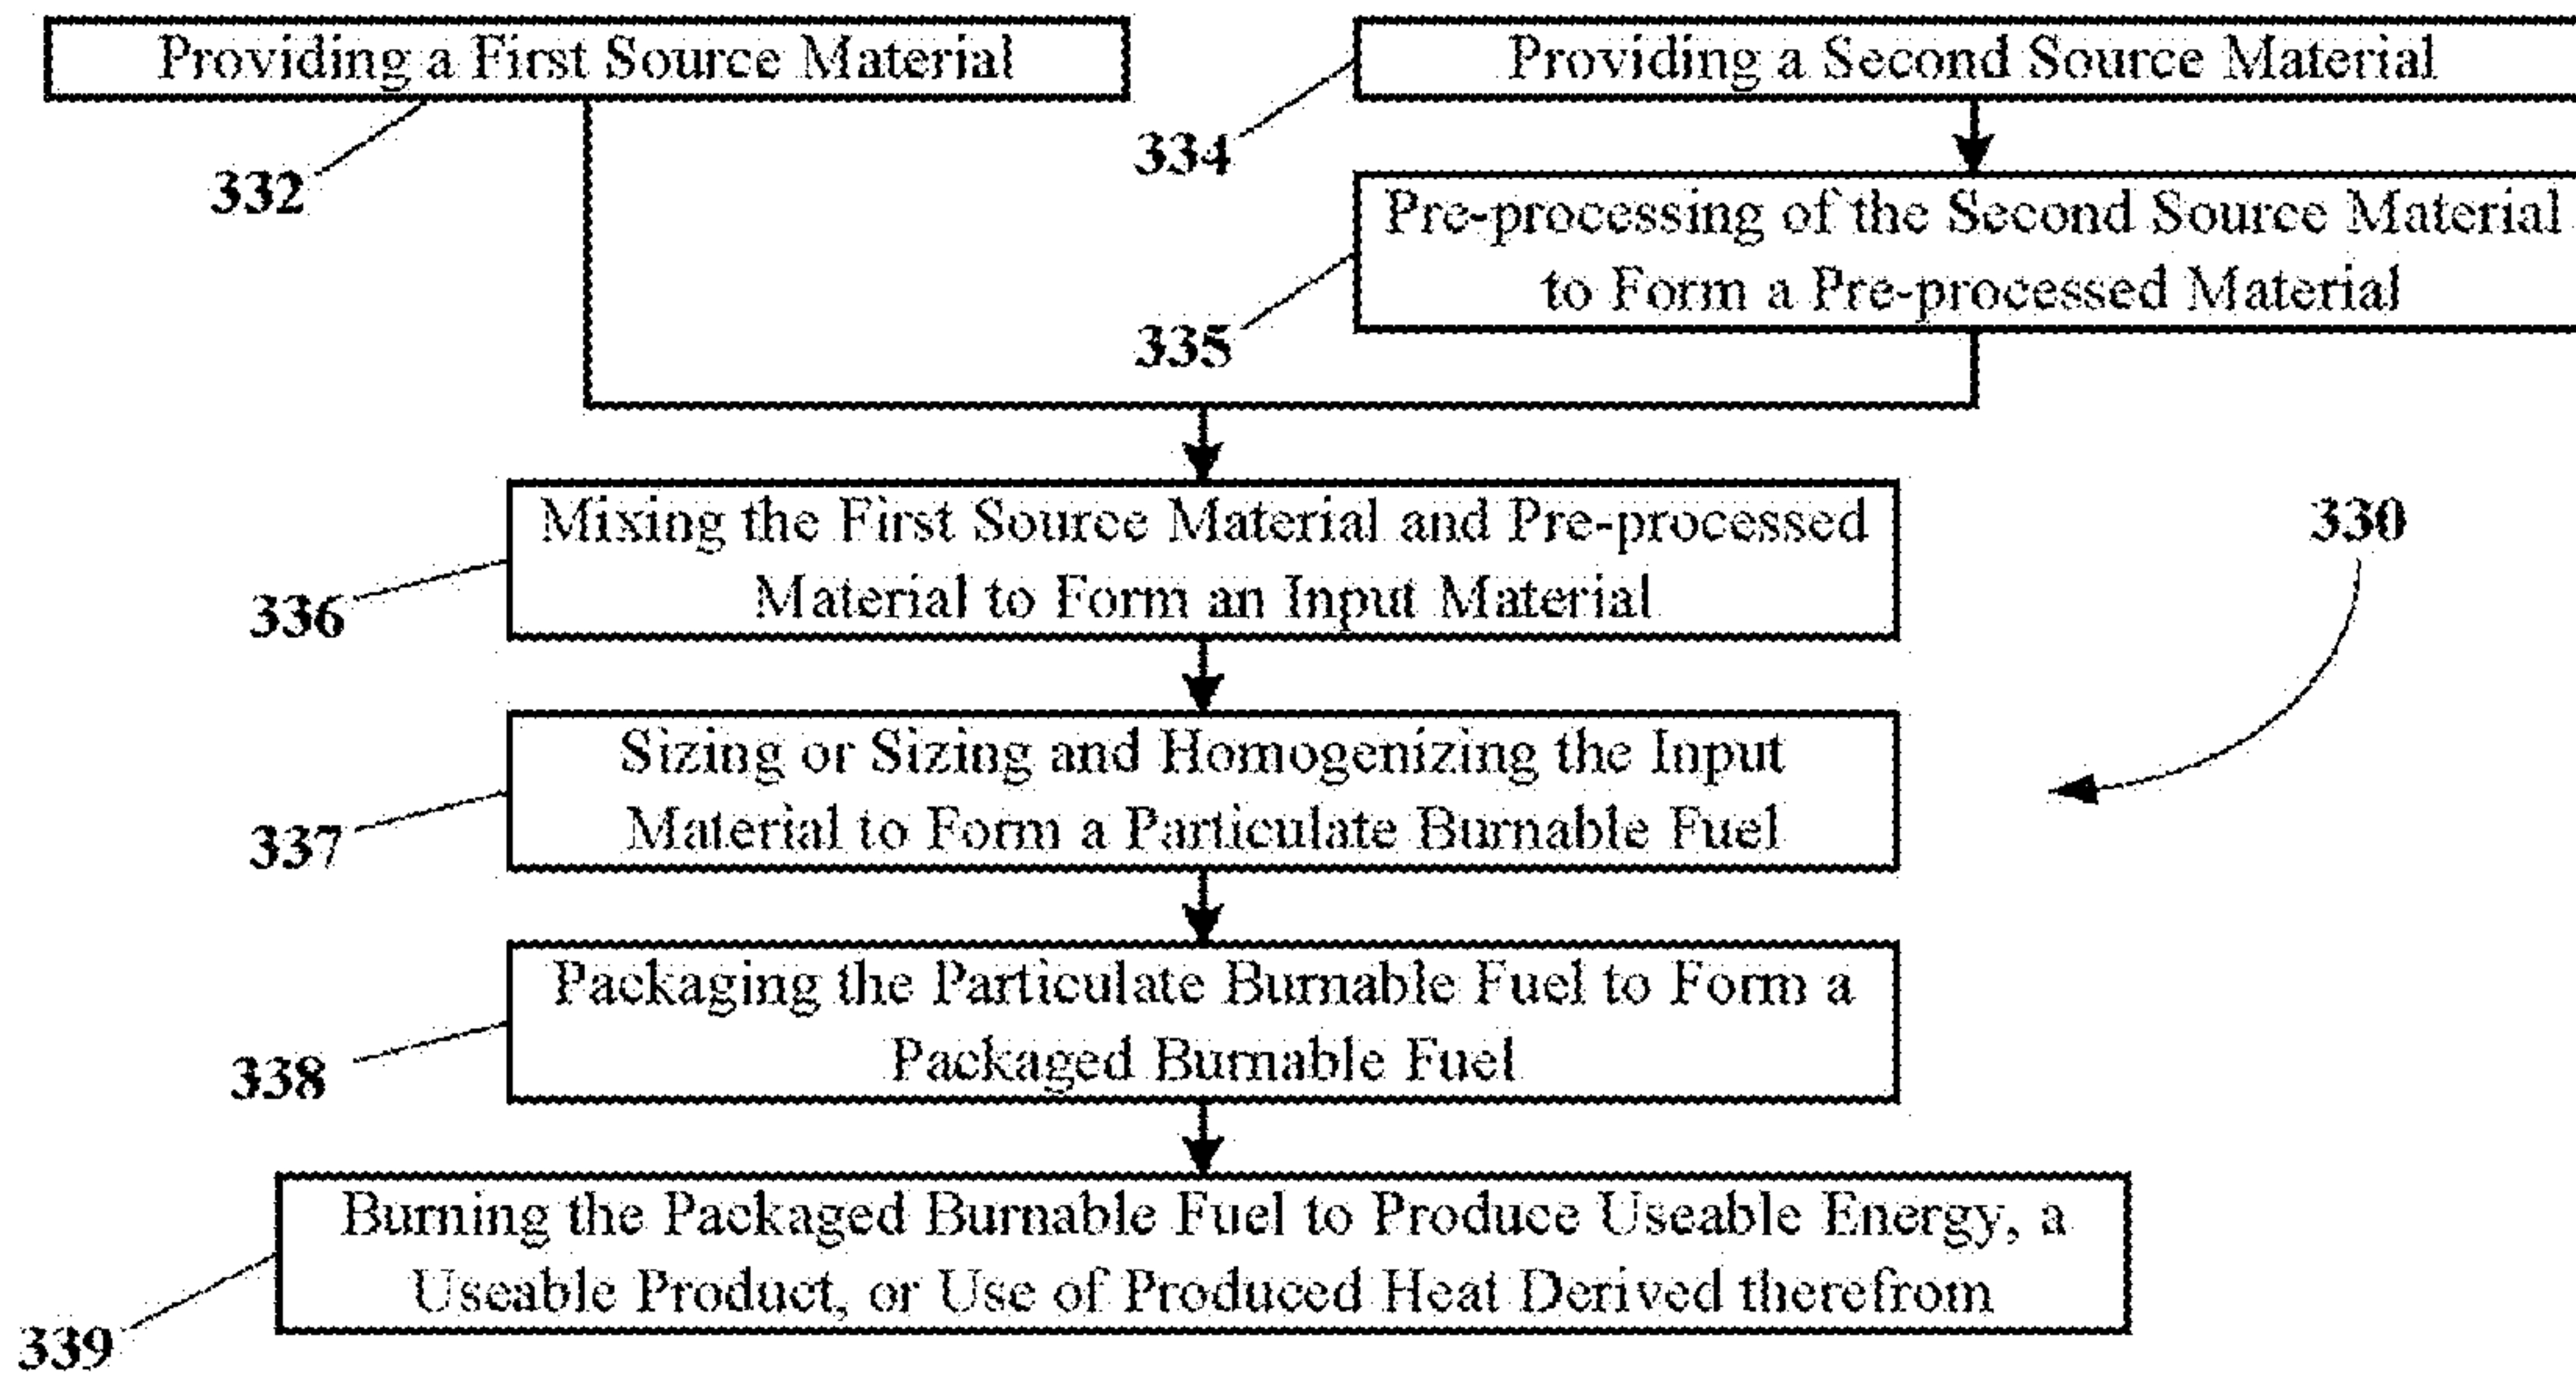 Providing a First Source Material
Providing a Second Source Material
332
334
Pre-processing of the Second Source Material
to Form a Pre-processed Material
335
Mixing the First Source Material and Pre-processed
Material to Form an Input Material
336
330
Sizing or Sizing and Homogenizing the Input
Material to Form a Particulate Burnable Fuel
337
Packaging the Particulate Burnable Fuel to Form a
Packaged Burnable Fuel
338
Burning the Packaged Burnable Fuel to Produce Useable Energy, a
Useable Product, or Use of Produced Heat Derived therefrom
339